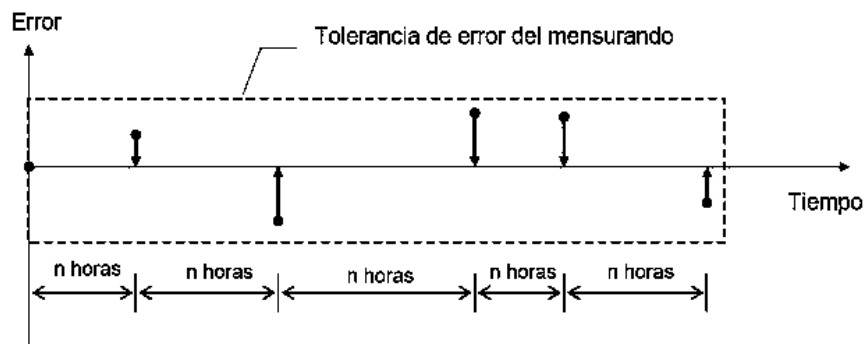 Error
Tolerancia de error del mensurando
Tiempo
n horas
n horas
n horas
n horas
n horas